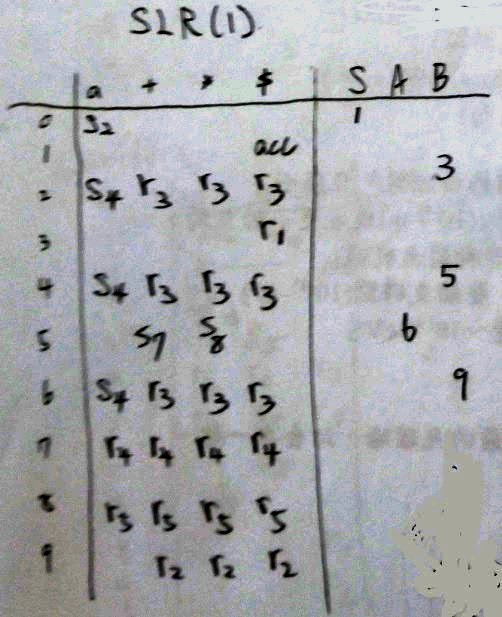 SLR(1)
a + * $ S A B
0 S2 1
1 acc
2 S4 r3 r3 r3 3
3 r1
4 S4 r3 r3 r3 5
5 S7 S8 6
6 S4 r3 r3 r3 9
7 r4 r4 r4 r4
8 r5 r5 r5 r5
9 r2 r2 r2